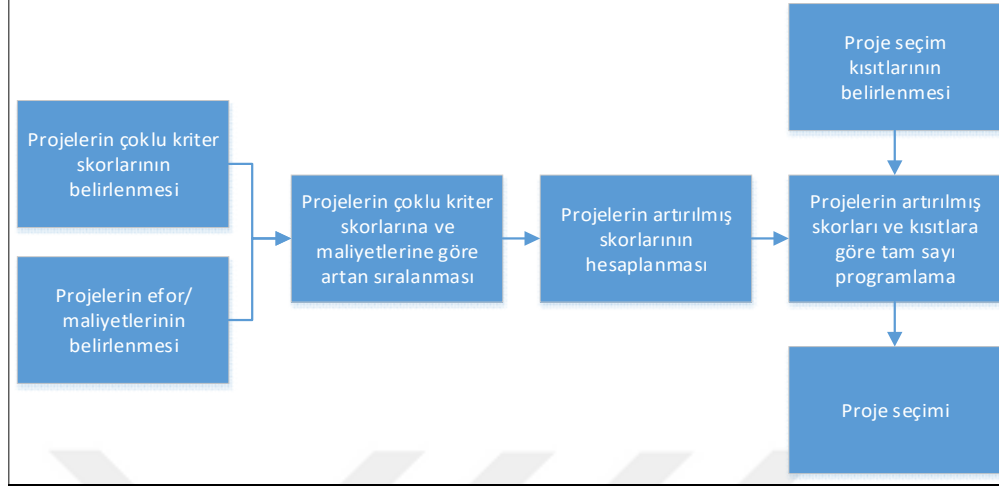 Projelerin çoklu kriter
skorlarının
belirlenmesi
Projelerin efor/
maliyetlerinin
belirlenmesi
Projelerin çoklu kriter
skorlarına ve
maliyetlerine göre
artan sıralanması
Projelerin artırılmış
skorlarının
hesaplanması
Proje seçim
kısıtlarının
belirlenmesi
Projelerin artırılmış
skorları ve kısıtlara
göre tam sayı
programlama
Proje seçimi